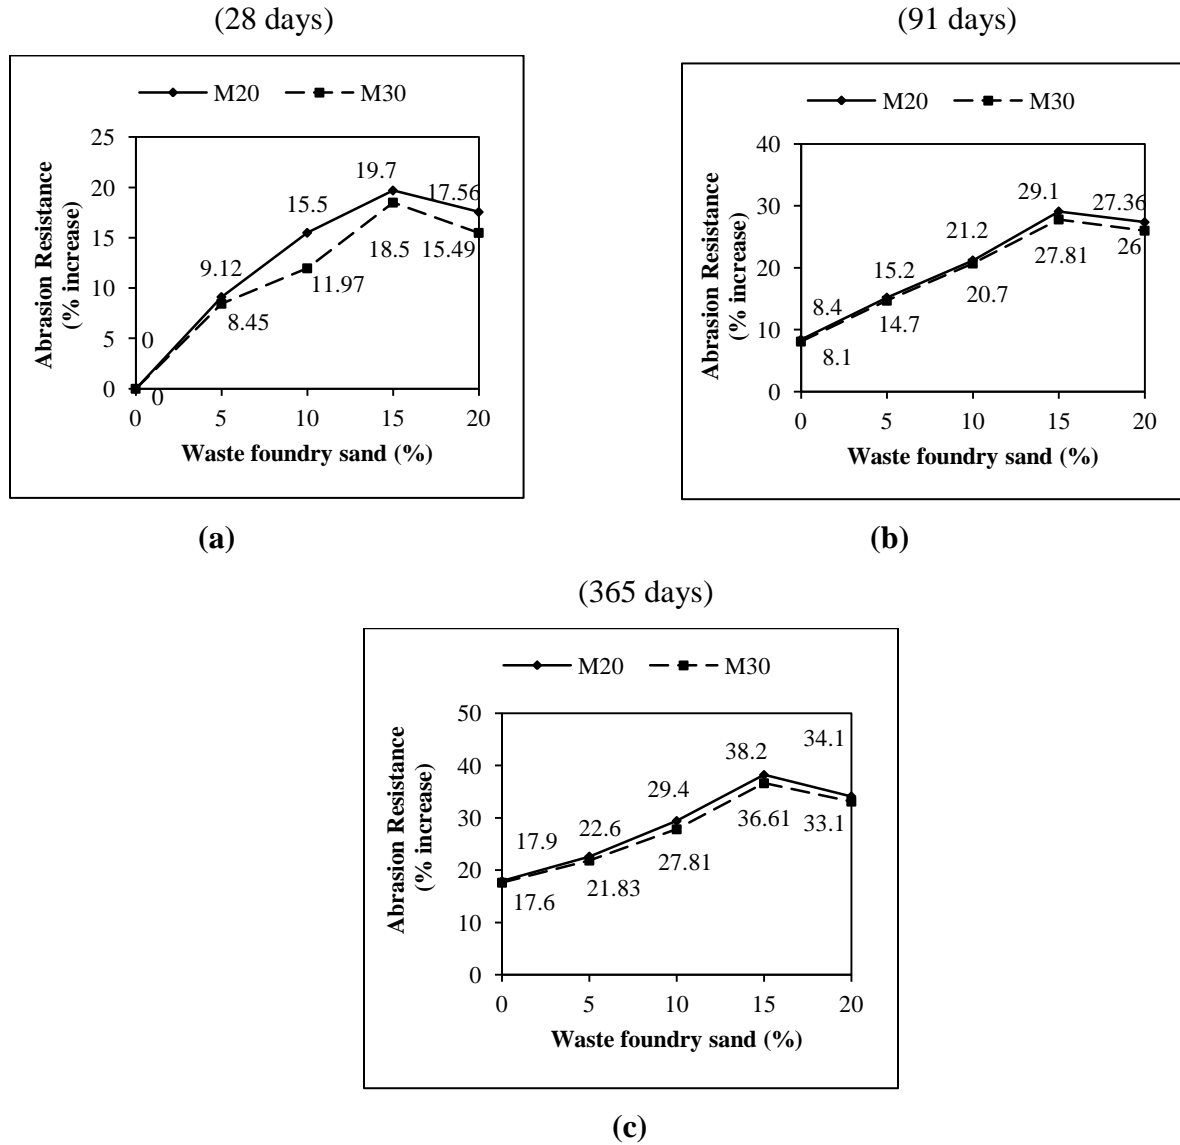 (28 days)
M20 M30
Abrasion Resistance
(% increase)
25
20
15
10
5
0
19.7
17.56
15.5
9.12
18.5 15.49
11.97
8.45
0
0
0 5 10 15 20
Waste foundry sand (%)
(a)
(91 days)
M20 M30
Abrasion Resistance
(% increase)
40
30
20
10
0
29.1
27.36
21.2
15.2
8.4
27.81
26
20.7
14.7
8.1
0 5 10 15 20
Waste foundry sand (%)
(b)
(365 days)
M20 M30
Abrasion Resistance
(% increase)
50
40
30
20
10
0
38.2
34.1
29.4
22.6
17.9
36.61
33.1
27.81
21.83
17.6
0 5 10 15 20
Waste foundry sand (%)
(c)